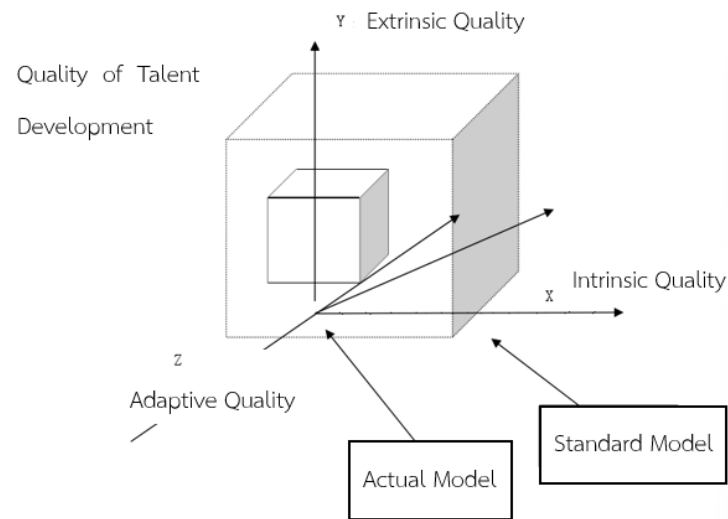 Y Extrinsic Quality
Quality of Talent
Development
Intrinsic Quality
X
Z
Adaptive Quality
Standard Model
Actual Model